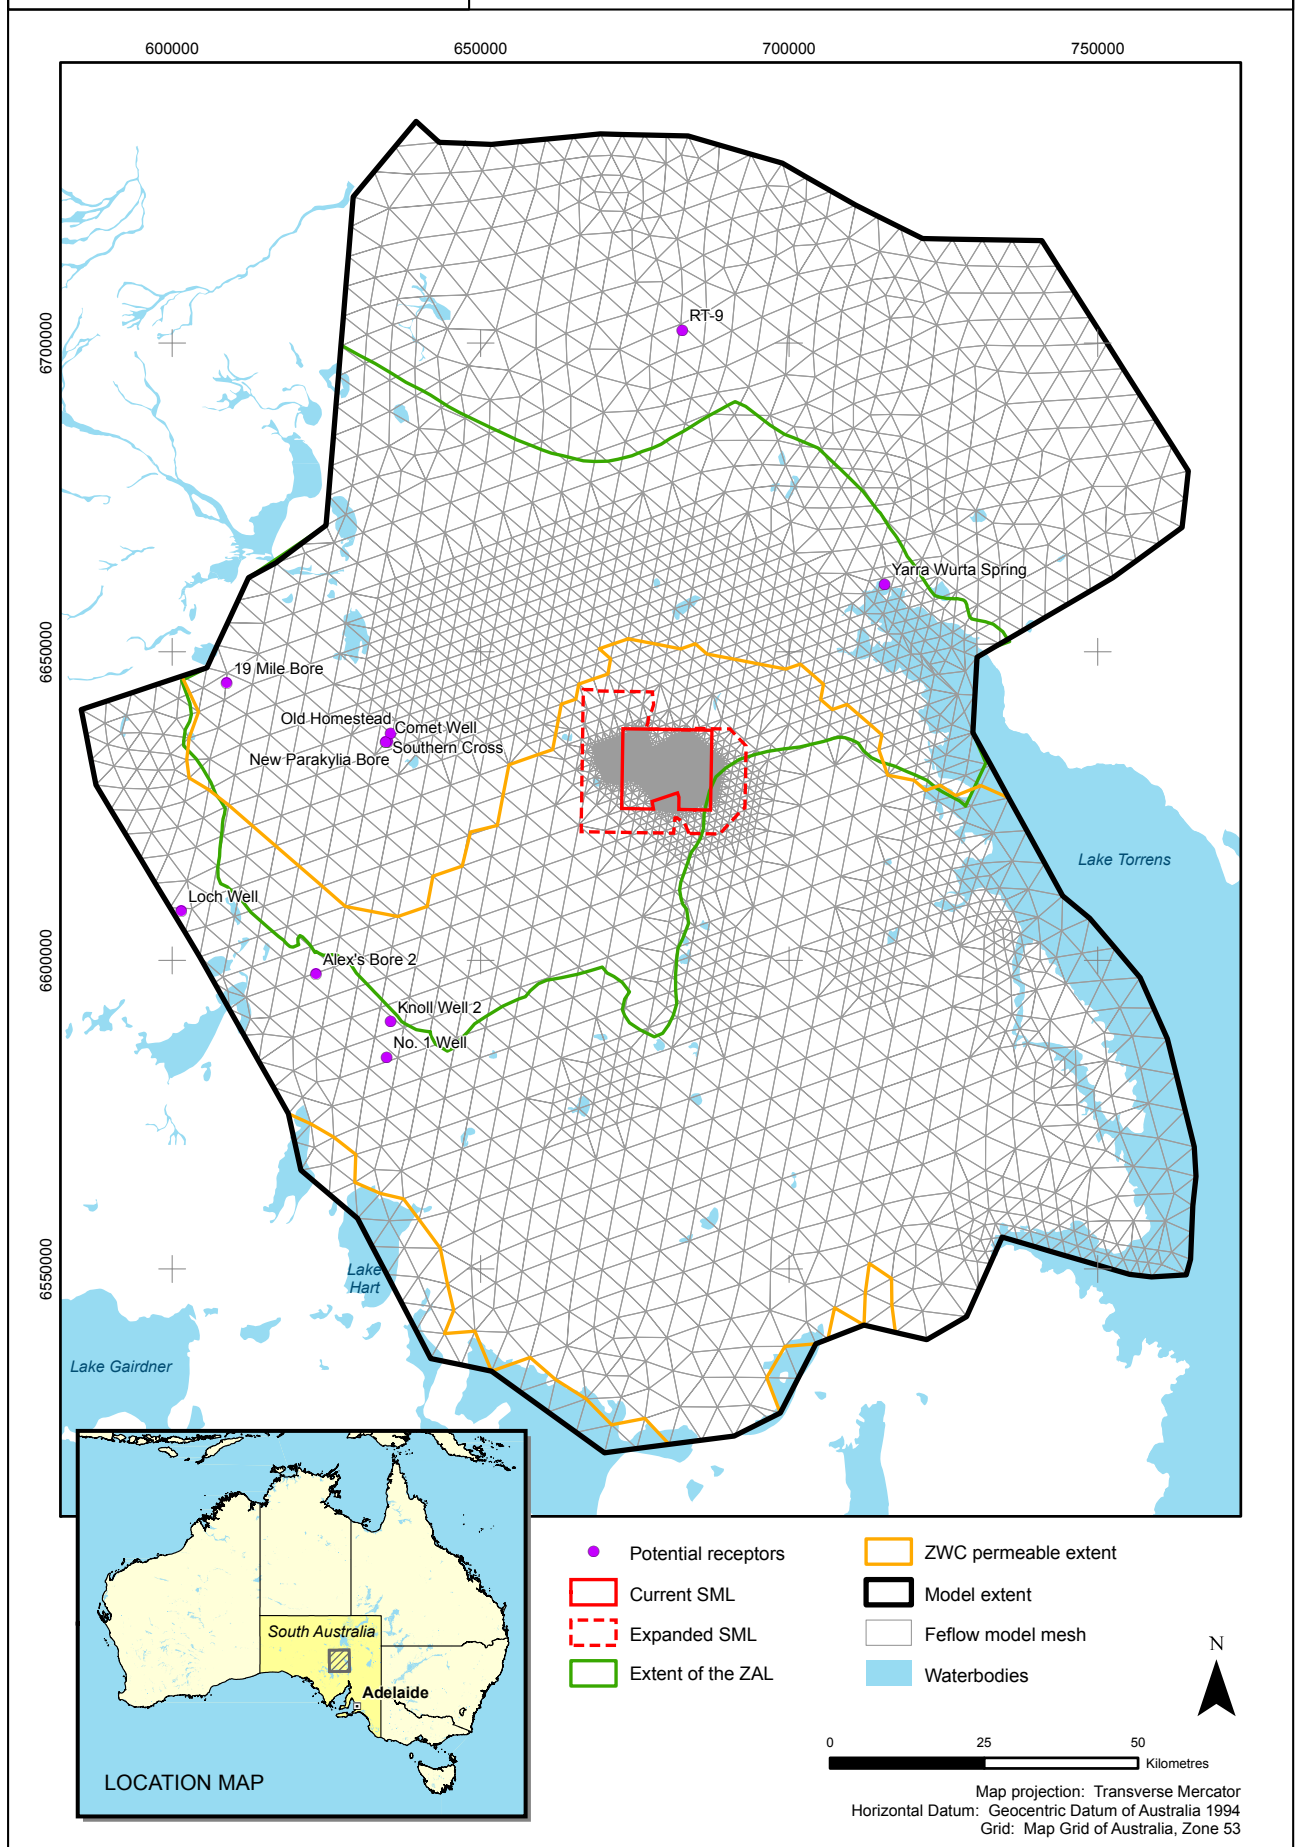 600000
650000
700000
750000
6700000
6650000
6600000
6550000
RT-9
Yarra Wurta Spring
19 Mile Bore
Old Homestead
Comet Well
Southern Cross
New Parakylia Bore
Lake Torrens
Loch Well
Alex's Bore 2
Knoll Well 2
No. 1 Well
Lake
Hart
Lake Gairdner
South Australia
Adelaide
LOCATION MAP
Potential receptors
Current SML
Expanded SML
Extent of the ZAL
ZWC permeable extent
Model extent
Feflow model mesh
Waterbodies
N
0 25 50
Kilometres
Map projection: Transverse Mercator
Horizontal Datum: Geocentric Datum of Australia 1994
Grid: Map Grid of Australia, Zone 53